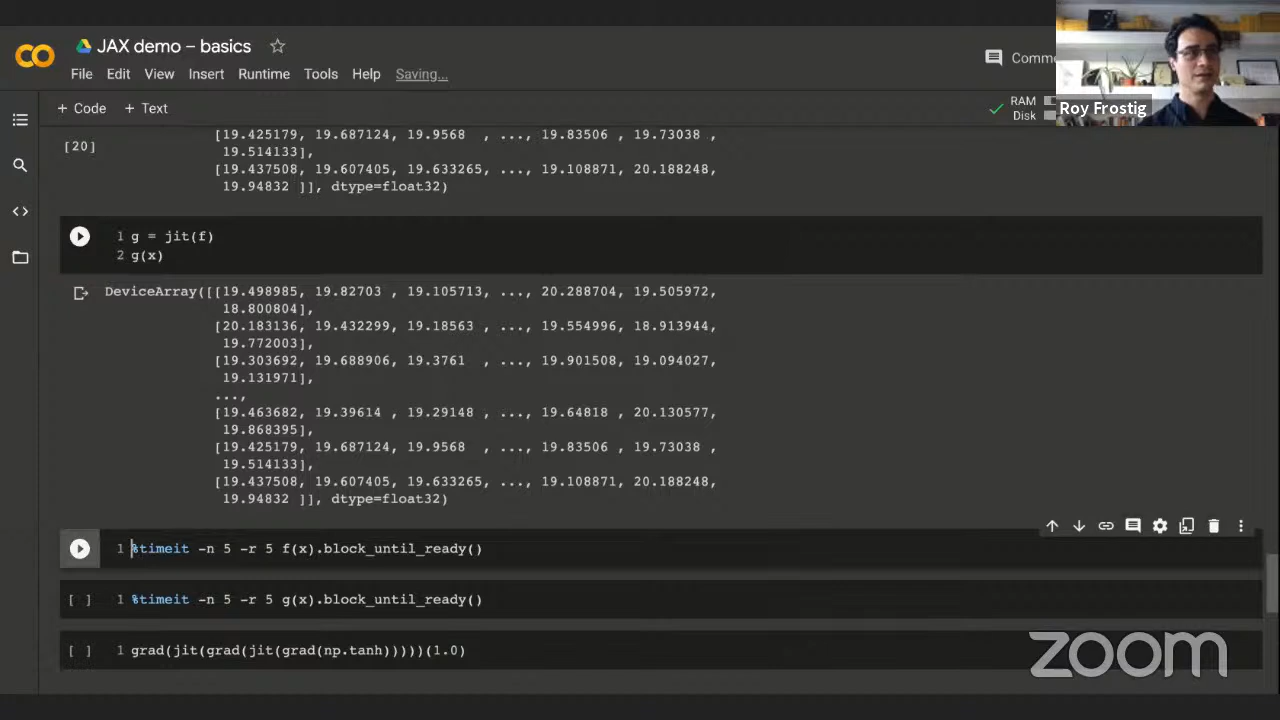 JAX demo – basics
File Edit View Insert Runtime Tools Help Saving...
Comme
+ Code + Text
RAM
Disk
Roy Frostig
[20]
[19.425179, 19.687124, 19.9568 , ..., 19.83506 , 19.73038 ,
19.514133],
[19.437508, 19.607405, 19.633265, ..., 19.108871, 20.188248,
19.94832 ]], dtype=float32)
1 g = jit(f)
2 g(x)
DeviceArray([[19.498985, 19.82703 , 19.105713, ..., 20.288704, 19.505972,
18.800804],
[20.183136, 19.432299, 19.18563 , ..., 19.554996, 18.913944,
19.772003],
[19.303692, 19.688906, 19.3761 , ..., 19.901508, 19.094027,
19.131971],
...,
[19.463682, 19.39614 , 19.29148 , ..., 19.64818 , 20.130577,
19.868395],
[19.425179, 19.687124, 19.9568 , ..., 19.83506 , 19.73038 ,
19.514133],
[19.437508, 19.607405, 19.633265, ..., 19.108871, 20.188248,
19.94832 ]], dtype=float32)
1 %timeit -n 5 -r 5 f(x).block_until_ready()
[ ] 1 %timeit -n 5 -r 5 g(x).block_until_ready()
[ ] 1 grad(jit(grad(jit(grad(np.tanh)))))(1.0)
zoom